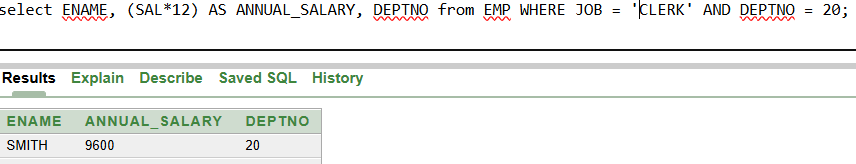 select ENAME, (SAL*12) AS ANNUAL_SALARY, DEPTNO from EMP WHERE JOB = 'CLERK' AND DEPTNO = 20;
Results Explain Describe Saved SQL History
ENAME ANNUAL_SALARY DEPTNO
SMITH 9600 20